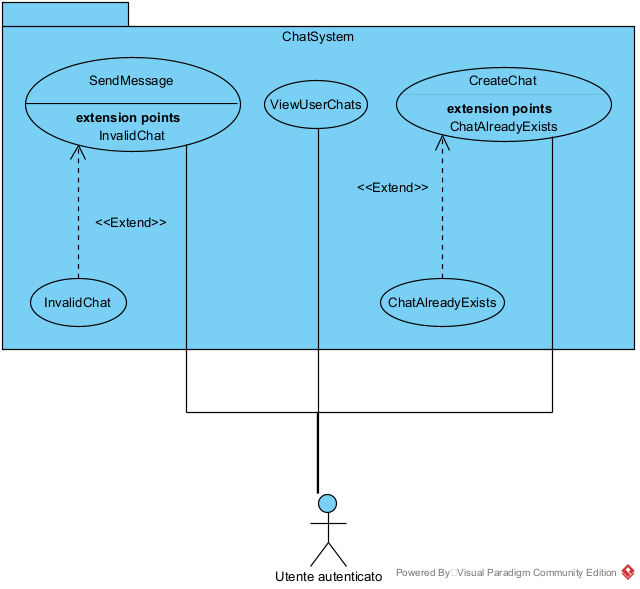 ChatSystem
SendMessage
extension points
InvalidChat
ViewUserChats
CreateChat
extension points
ChatAlreadyExists
<<Extend>>
<<Extend>>
InvalidChat
ChatAlreadyExists
Utente autenticato
Powered By Visual Paradigm Community Edition